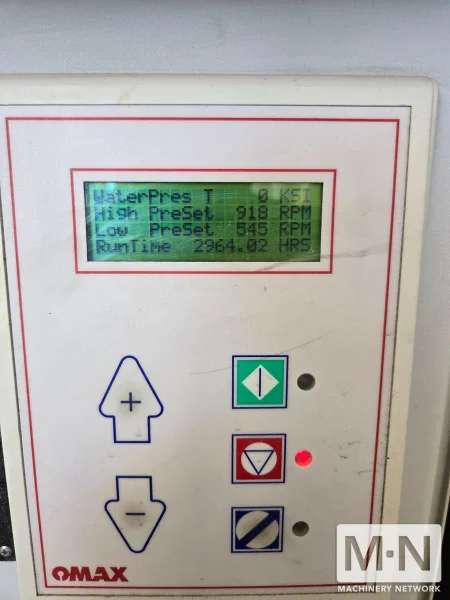 WaterPres T 0 KSI
High PreSet 918 RPM
Low PreSet 545 RPM
RunTime 2964.02 HRS
+
-
OMAX
M·N
MACHINERY NETWORK